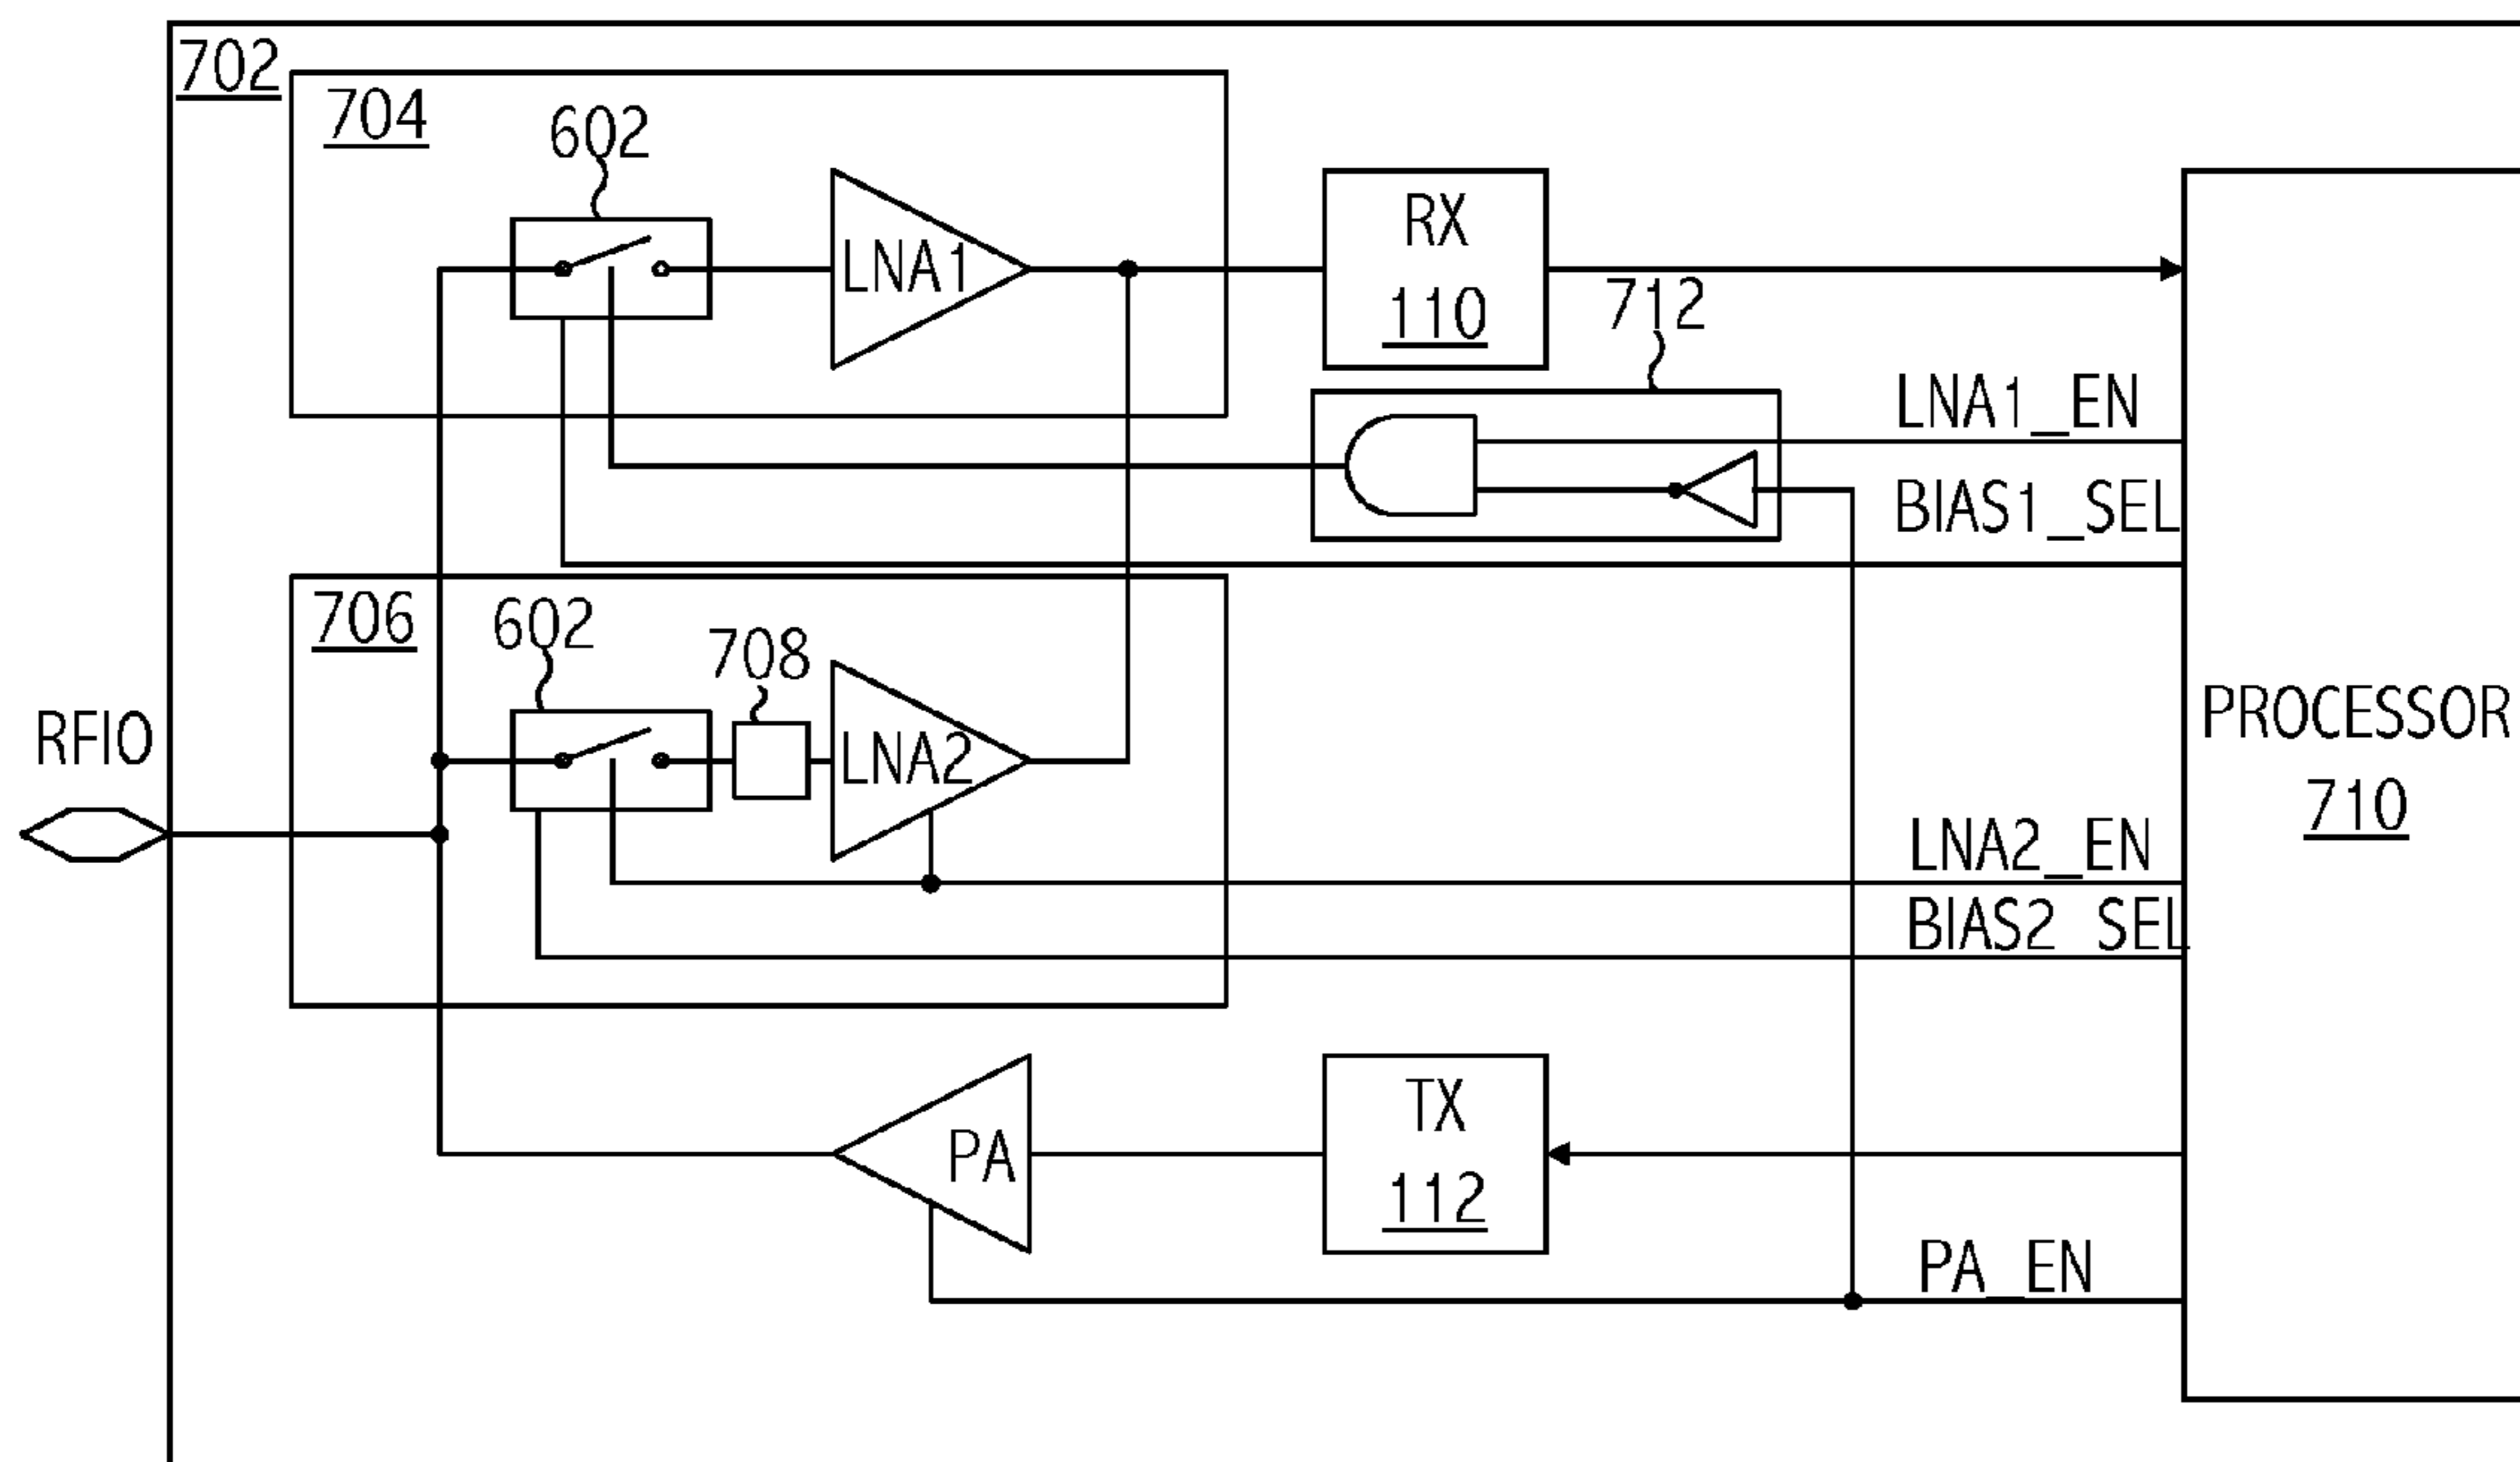 702
704
602
LNA1
RX
110
712
LNA1_EN
BIAS1_SEL
706
602
708
LNA2
RFIO
PROCESSOR
710
LNA2_EN
BIAS2_SEL
PA
TX
112
PA_EN